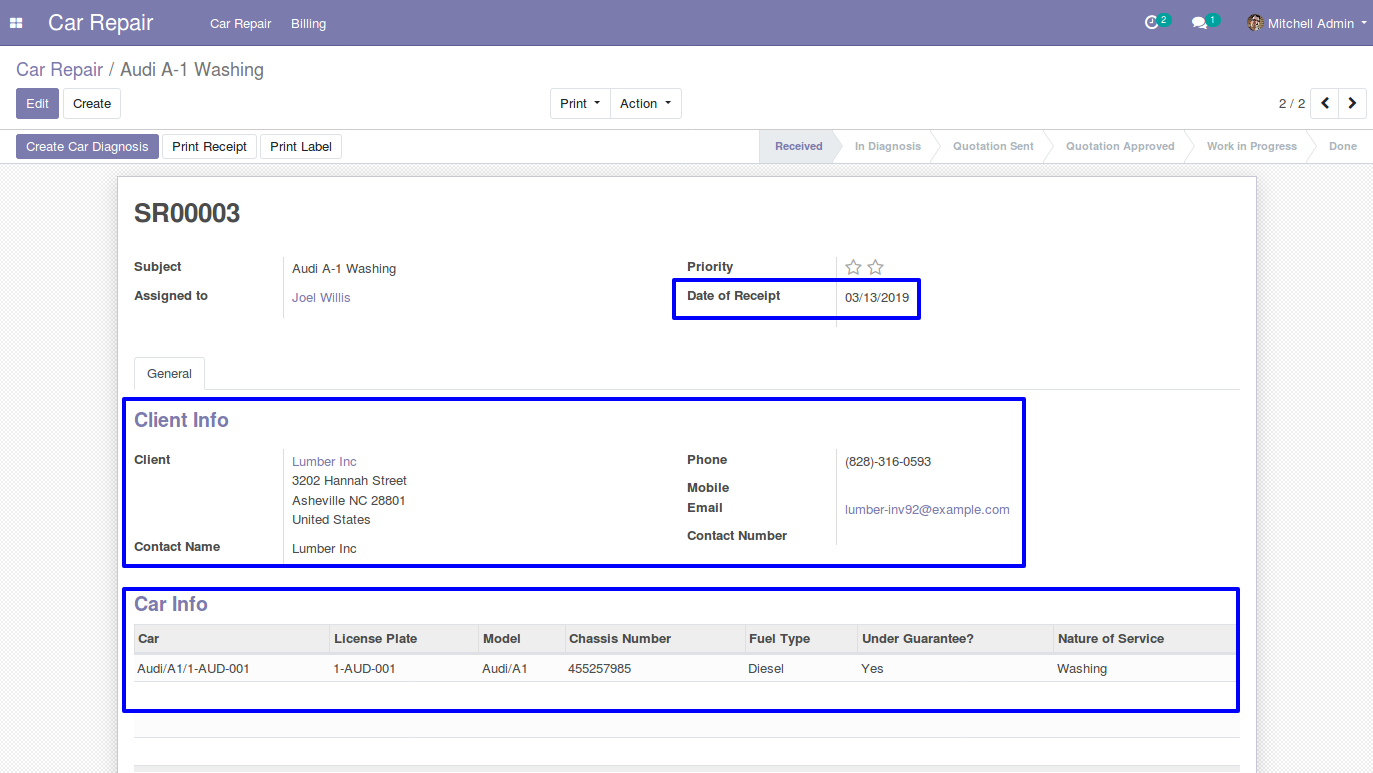 Car Repair Car Repair Billing 2 1 Mitchell Admin
Car Repair / Audi A-1 Washing
Edit Create Print Action 2 / 2
Create Car Diagnosis Print Receipt Print Label Received In Diagnosis Quotation Sent Quotation Approved Work in Progress Done
SR00003
Subject Audi A-1 Washing Priority
Assigned to Joel Willis Date of Receipt 03/13/2019
General
Client Info
Client Lumber Inc Phone (828)-316-0593
3202 Hannah Street
Mobile
Asheville NC 28801
Email lumber-inv92@example.com
United States
Contact Number
Contact Name Lumber Inc
Car Info
Car License Plate Model Chassis Number Fuel Type Under Guarantee? Nature of Service
Audi/A1/1-AUD-001 1-AUD-001 Audi/A1 455257985 Diesel Yes Washing